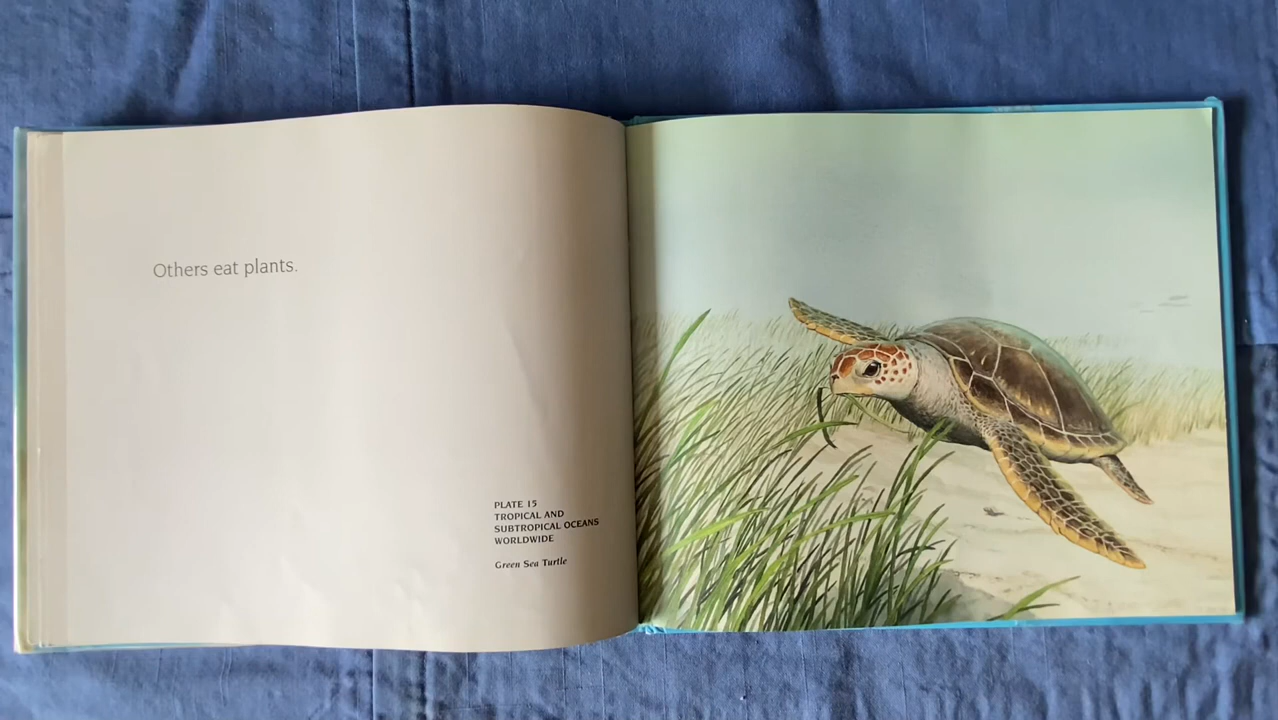 Others eat plants.
PLATE 15
TROPICAL AND
SUBTROPICAL OCEANS
WORLDWIDE
Green Sea Turtle